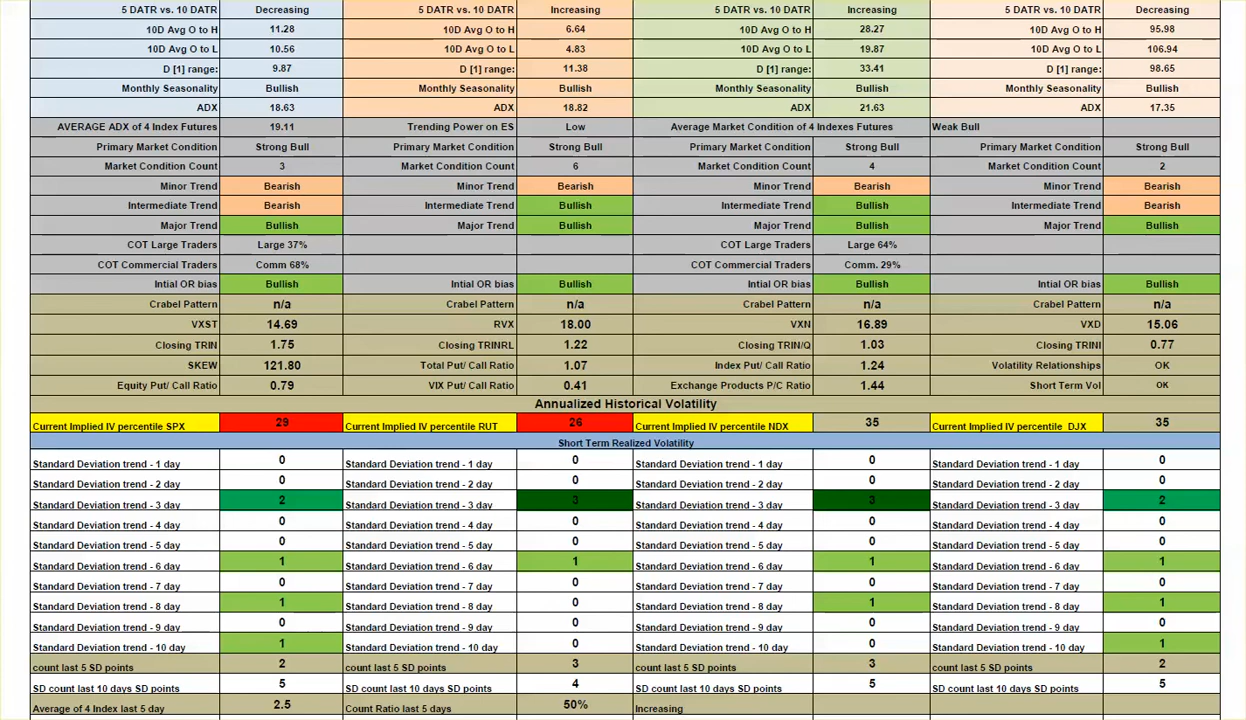 5 DATR vs. 10 DATR Decreasing 5 DATR vs. 10 DATR Increasing 5 DATR vs. 10 DATR Increasing 5 DATR vs. 10 DATR Decreasing
10D Avg O to H 11.28 10D Avg O to H 6.64 10D Avg O to H 28.27 10D Avg O to H 95.98
10D Avg O to L 10.56 10D Avg O to L 4.83 10D Avg O to L 19.87 10D Avg O to L 106.94
D [1] range: 9.87 D [1] range: 11.38 D [1] range: 33.41 D [1] range: 98.65
Monthly Seasonality Bullish Monthly Seasonality Bullish Monthly Seasonality Bullish Monthly Seasonality Bullish
ADX 18.63 ADX 18.82 ADX 21.63 ADX 17.35
AVERAGE ADX of 4 Index Futures 19.11 Trending Power on ES Low Average Market Condition of 4 Indexes Futures Weak Bull
Primary Market Condition Strong Bull Primary Market Condition Strong Bull Primary Market Condition Strong Bull Primary Market Condition Strong Bull
Market Condition Count 3 Market Condition Count 6 Market Condition Count 4 Market Condition Count 2
Minor Trend Bearish Minor Trend Bearish Minor Trend Bearish Minor Trend Bearish
Intermediate Trend Bearish Intermediate Trend Bullish Intermediate Trend Bullish Intermediate Trend Bearish
Major Trend Bullish Major Trend Bullish Major Trend Bullish Major Trend Bullish
COT Large Traders Large 37% COT Large Traders Large 64%
COT Commercial Traders Comm 68% COT Commercial Traders Comm. 29%
Intial OR bias Bullish Intial OR bias Bullish Intial OR bias Bullish Intial OR bias Bullish
Crabel Pattern n/a Crabel Pattern n/a Crabel Pattern n/a Crabel Pattern n/a
VXST 14.69 RVX 18.00 VXN 16.89 VXD 15.06
Closing TRIN 1.75 Closing TRINRL 1.22 Closing TRIN/Q 1.03 Closing TRINI 0.77
SKEW 121.80 Total Put/ Call Ratio 1.07 Index Put/ Call Ratio 1.24 Volatility Relationships OK
Equity Put/ Call Ratio 0.79 VIX Put/ Call Ratio 0.41 Exchange Products P/C Ratio 1.44 Short Term Vol OK
Annualized Historical Volatility
Current Implied IV percentile SPX 29 Current Implied IV percentile RUT 26 Current Implied IV percentile NDX 35 Current Implied IV percentile DJX 35
Short Term Realized Volatility
Standard Deviation trend - 1 day 0 Standard Deviation trend - 1 day 0 Standard Deviation trend - 1 day 0 Standard Deviation trend - 1 day 0
Standard Deviation trend - 2 day 0 Standard Deviation trend - 2 day 0 Standard Deviation trend - 2 day 0 Standard Deviation trend - 2 day 0
Standard Deviation trend - 3 day 2 Standard Deviation trend - 3 day 3 Standard Deviation trend - 3 day 3 Standard Deviation trend - 3 day 2
Standard Deviation trend - 4 day 0 Standard Deviation trend - 4 day 0 Standard Deviation trend - 4 day 0 Standard Deviation trend - 4 day 0
Standard Deviation trend - 5 day 0 Standard Deviation trend - 5 day 0 Standard Deviation trend - 5 day 0 Standard Deviation trend - 5 day 0
Standard Deviation trend - 6 day 1 Standard Deviation trend - 6 day 1 Standard Deviation trend - 6 day 1 Standard Deviation trend - 6 day 1
Standard Deviation trend - 7 day 0 Standard Deviation trend - 7 day 0 Standard Deviation trend - 7 day 0 Standard Deviation trend - 7 day 0
Standard Deviation trend - 8 day 1 Standard Deviation trend - 8 day 0 Standard Deviation trend - 8 day 1 Standard Deviation trend - 8 day 1
Standard Deviation trend - 9 day 0 Standard Deviation trend - 9 day 0 Standard Deviation trend - 9 day 0 Standard Deviation trend - 9 day 0
Standard Deviation trend - 10 day 1 Standard Deviation trend - 10 day 0 Standard Deviation trend - 10 day 0 Standard Deviation trend - 10 day 1
count last 5 SD points 2 count last 5 SD points 3 count last 5 SD points 3 count last 5 SD points 2
SD count last 10 days SD points 5 SD count last 10 days SD points 4 SD count last 10 days SD points 5 SD count last 10 days SD points 5
Average of 4 Index last 5 day 2.5 Count Ratio last 5 days 50% Increasing